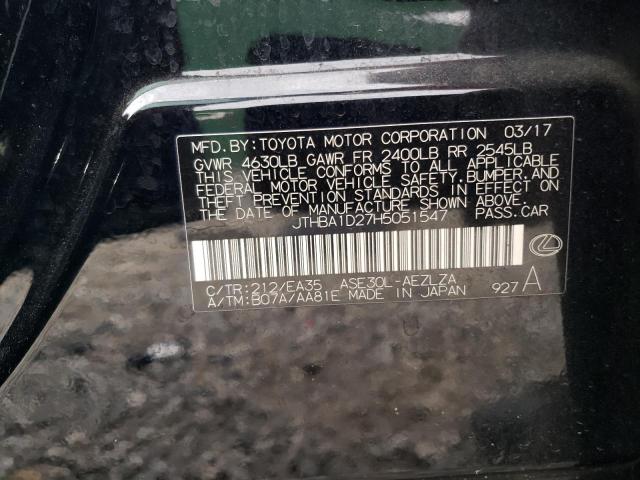 MFD. BY: TOYOTA MOTOR CORPORATION 03/17
GVWR 4630LB GAWR FR 2400LB RR 2545LB
THIS VEHICLE CONFORMS TO ALL APPLICABLE
FEDERAL MOTOR VEHICLE SAFETY, BUMPER, AND
THEFT PREVENTION STANDARDS IN EFFECT ON
THE DATE OF MANUFACTURE SHOWN ABOVE.
JTHBA1D27H5051547 PASS.CAR
C/TR:212/EA35 ASE30L-AEZLZA
A/TM:B07A/AA81E MADE IN JAPAN 927 A